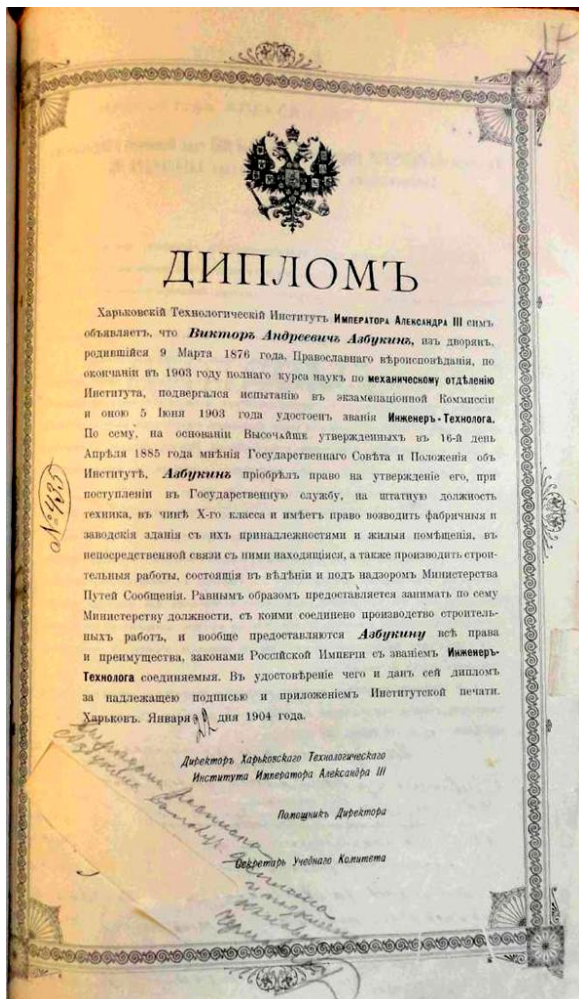 ДИПЛОМЪ
Харьковскій Технологическій Институтъ ИМПЕРАТОРА АЛЕКСАНДРА III симъ
объявляетъ, что Викторъ Андреевичъ Азбукинъ, изъ дворянъ,
родившійся 9 Марта 1876 года, Православнаго вѣроисповѣданія, по
окончаніи въ 1903 году полнаго курса наукъ по механическому отдѣленію
Института, подвергался испытанію въ экзаменаціонной Коммиссіи
и оною 5 Іюня 1903 года удостоенъ званія Инженеръ-Технолога.
По сему, на основаніи Высочайше утвержденныхъ въ 16-й день
Апрѣля 1885 года мнѣнія Государственнаго Совѣта и Положенія объ
Институтѣ, Азбукинъ пріобрѣлъ право на утвержденіе его, при
поступленіи въ Государственную службу, на штатную должность
техника, въ чинѣ X-го класса и имѣетъ право возводить фабричныя и
заводскія зданія съ ихъ принадлежностями и жилыя помѣщенія, въ
непосредственной связи съ ними находящіяся, а также производить строи-
тельныя работы, состоящія въ вѣдѣніи и подъ надзоромъ Министерства
Путей Сообщенія. Равнымъ образомъ предоставляется занимать по сему
Министерству должности, съ коими соединено производство строитель-
ныхъ работъ, и вообще предоставляются Азбукину всѣ права
и преимущества, законами Россійской Имперіи съ званіемъ Инженеръ-
Технолога соединяемыя. Въ удостовѣреніе чего и данъ сей дипломъ
за надлежащею подписью и приложеніемъ Институтской печати.
Харьковъ. Января 22 дня 1904 года.
Директоръ Харьковскаго Технологическаго
Института Императора Александра III
Помощникъ Директора
Секретарь Учебнаго Комитета